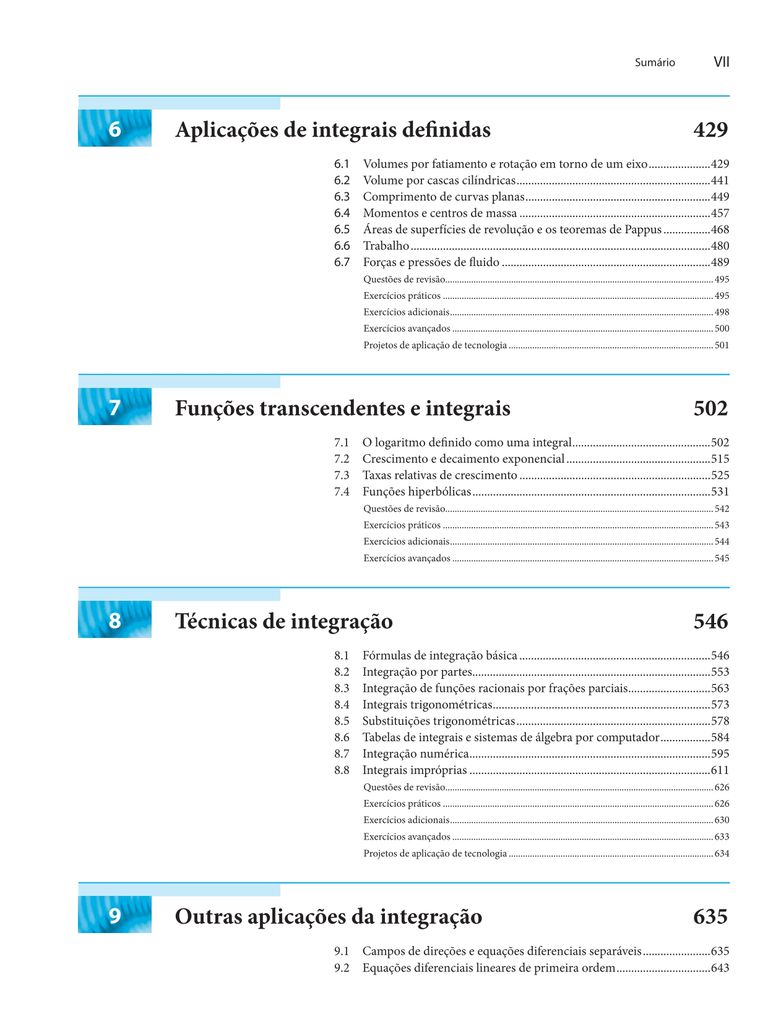 Sumário VII
6 Aplicações de integrais definidas 429
6.1 Volumes por fatiamento e rotação em torno de um eixo.....................429
6.2 Volume por cascas cilíndricas..................................................................441
6.3 Comprimento de curvas planas...............................................................449
6.4 Momentos e centros de massa .................................................................457
6.5 Áreas de superfícies de revolução e os teoremas de Pappus ................468
6.6 Trabalho.......................................................................................................480
6.7 Forças e pressões de fluido .......................................................................489
Questões de revisão...................................................................................................................495
Exercícios práticos ....................................................................................................................495
Exercícios adicionais.................................................................................................................498
Exercícios avançados ................................................................................................................500
Projetos de aplicação de tecnologia ........................................................................................501
7 Funções transcendentes e integrais 502
7.1 O logaritmo definido como uma integral...............................................502
7.2 Crescimento e decaimento exponencial .................................................515
7.3 Taxas relativas de crescimento .................................................................525
7.4 Funções hiperbólicas.................................................................................531
Questões de revisão...................................................................................................................542
Exercícios práticos ....................................................................................................................543
Exercícios adicionais.................................................................................................................544
Exercícios avançados ................................................................................................................545
8 Técnicas de integração 546
8.1 Fórmulas de integração básica .................................................................546
8.2 Integração por partes.................................................................................553
8.3 Integração de funções racionais por frações parciais............................563
8.4 Integrais trigonométricas..........................................................................573
8.5 Substituições trigonométricas..................................................................578
8.6 Tabelas de integrais e sistemas de álgebra por computador.................584
8.7 Integração numérica..................................................................................595
8.8 Integrais impróprias ..................................................................................611
Questões de revisão...................................................................................................................626
Exercícios práticos ....................................................................................................................626
Exercícios adicionais.................................................................................................................630
Exercícios avançados ................................................................................................................633
Projetos de aplicação de tecnologia ........................................................................................634
9 Outras aplicações da integração 635
9.1 Campos de direções e equações diferenciais separáveis.......................635
9.2 Equações diferenciais lineares de primeira ordem................................643